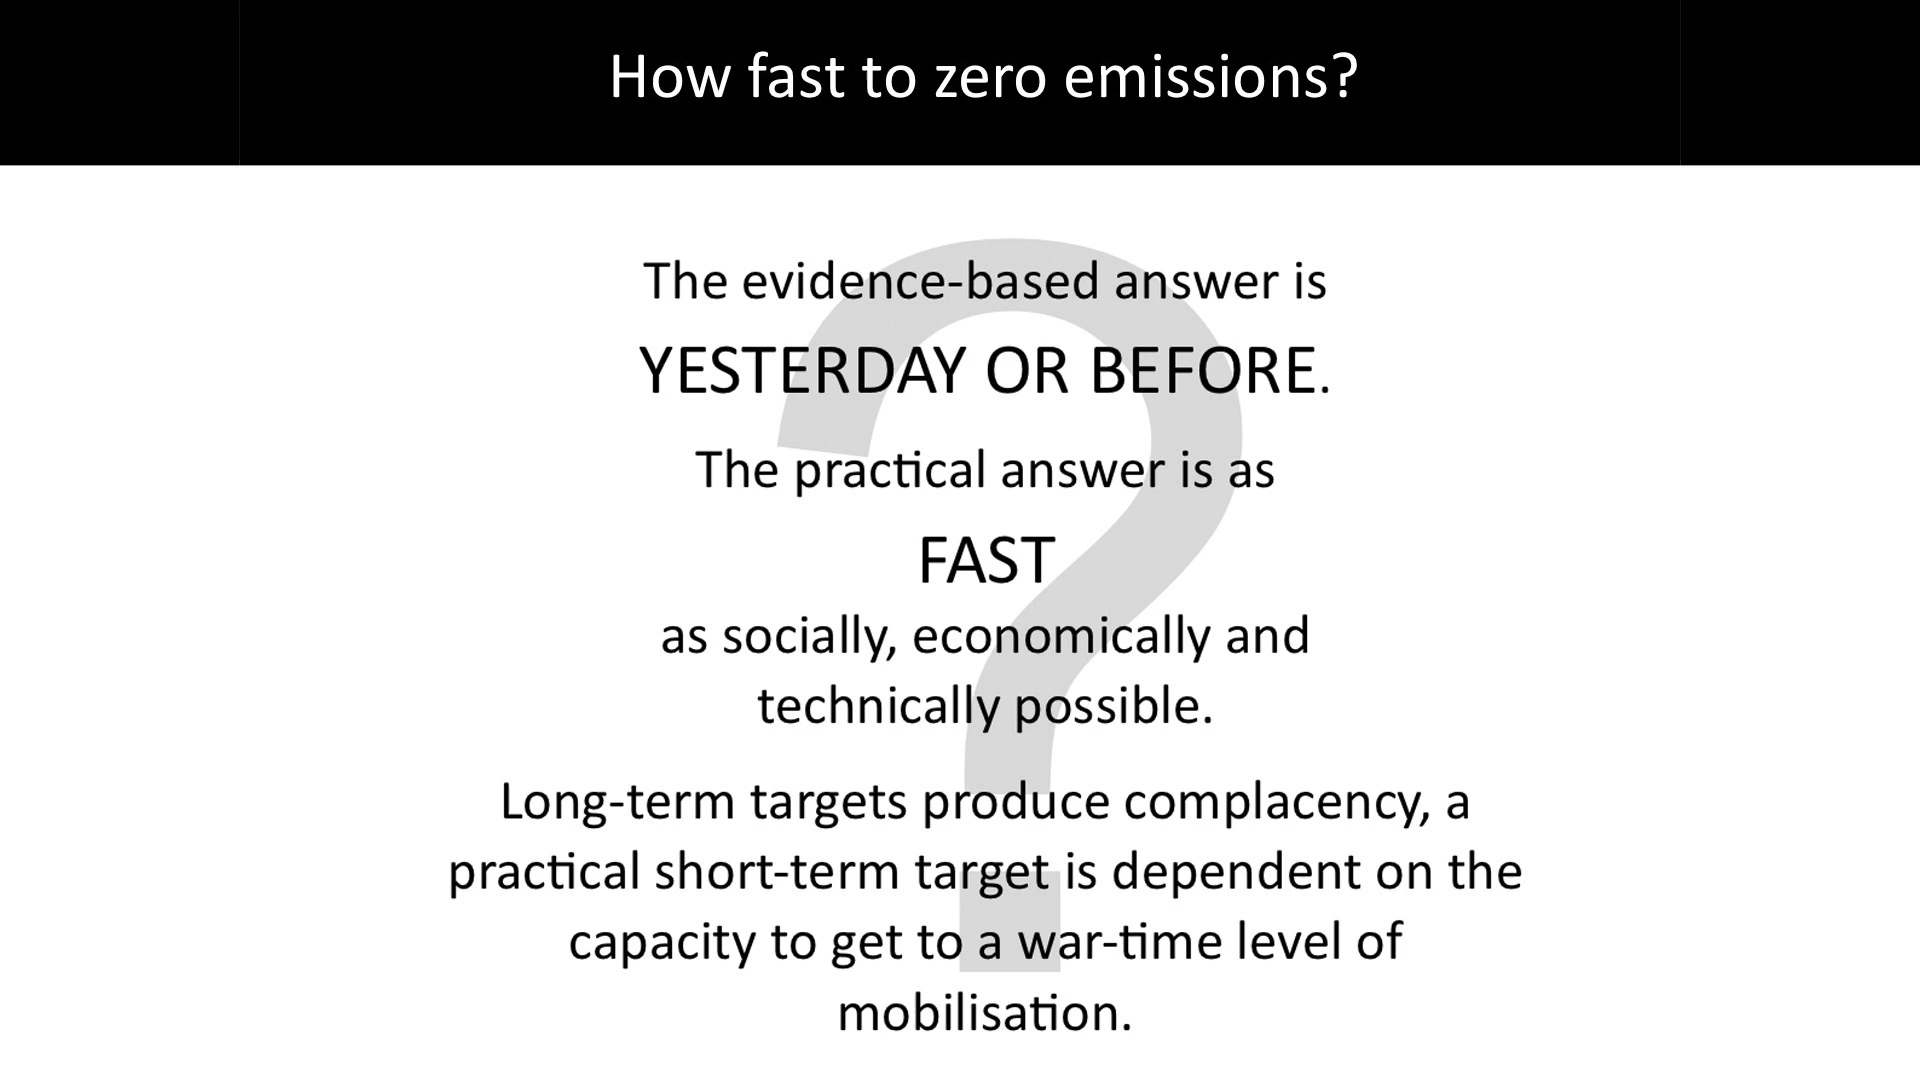 How fast to zero emissions?
The evidence-based answer is
YESTERDAY OR BEFORE.
The practical answer is as
FAST
as socially, economically and
technically possible.
Long-term targets produce complacency, a
practical short-term target is dependent on the
capacity to get to a war-time level of
mobilisation.